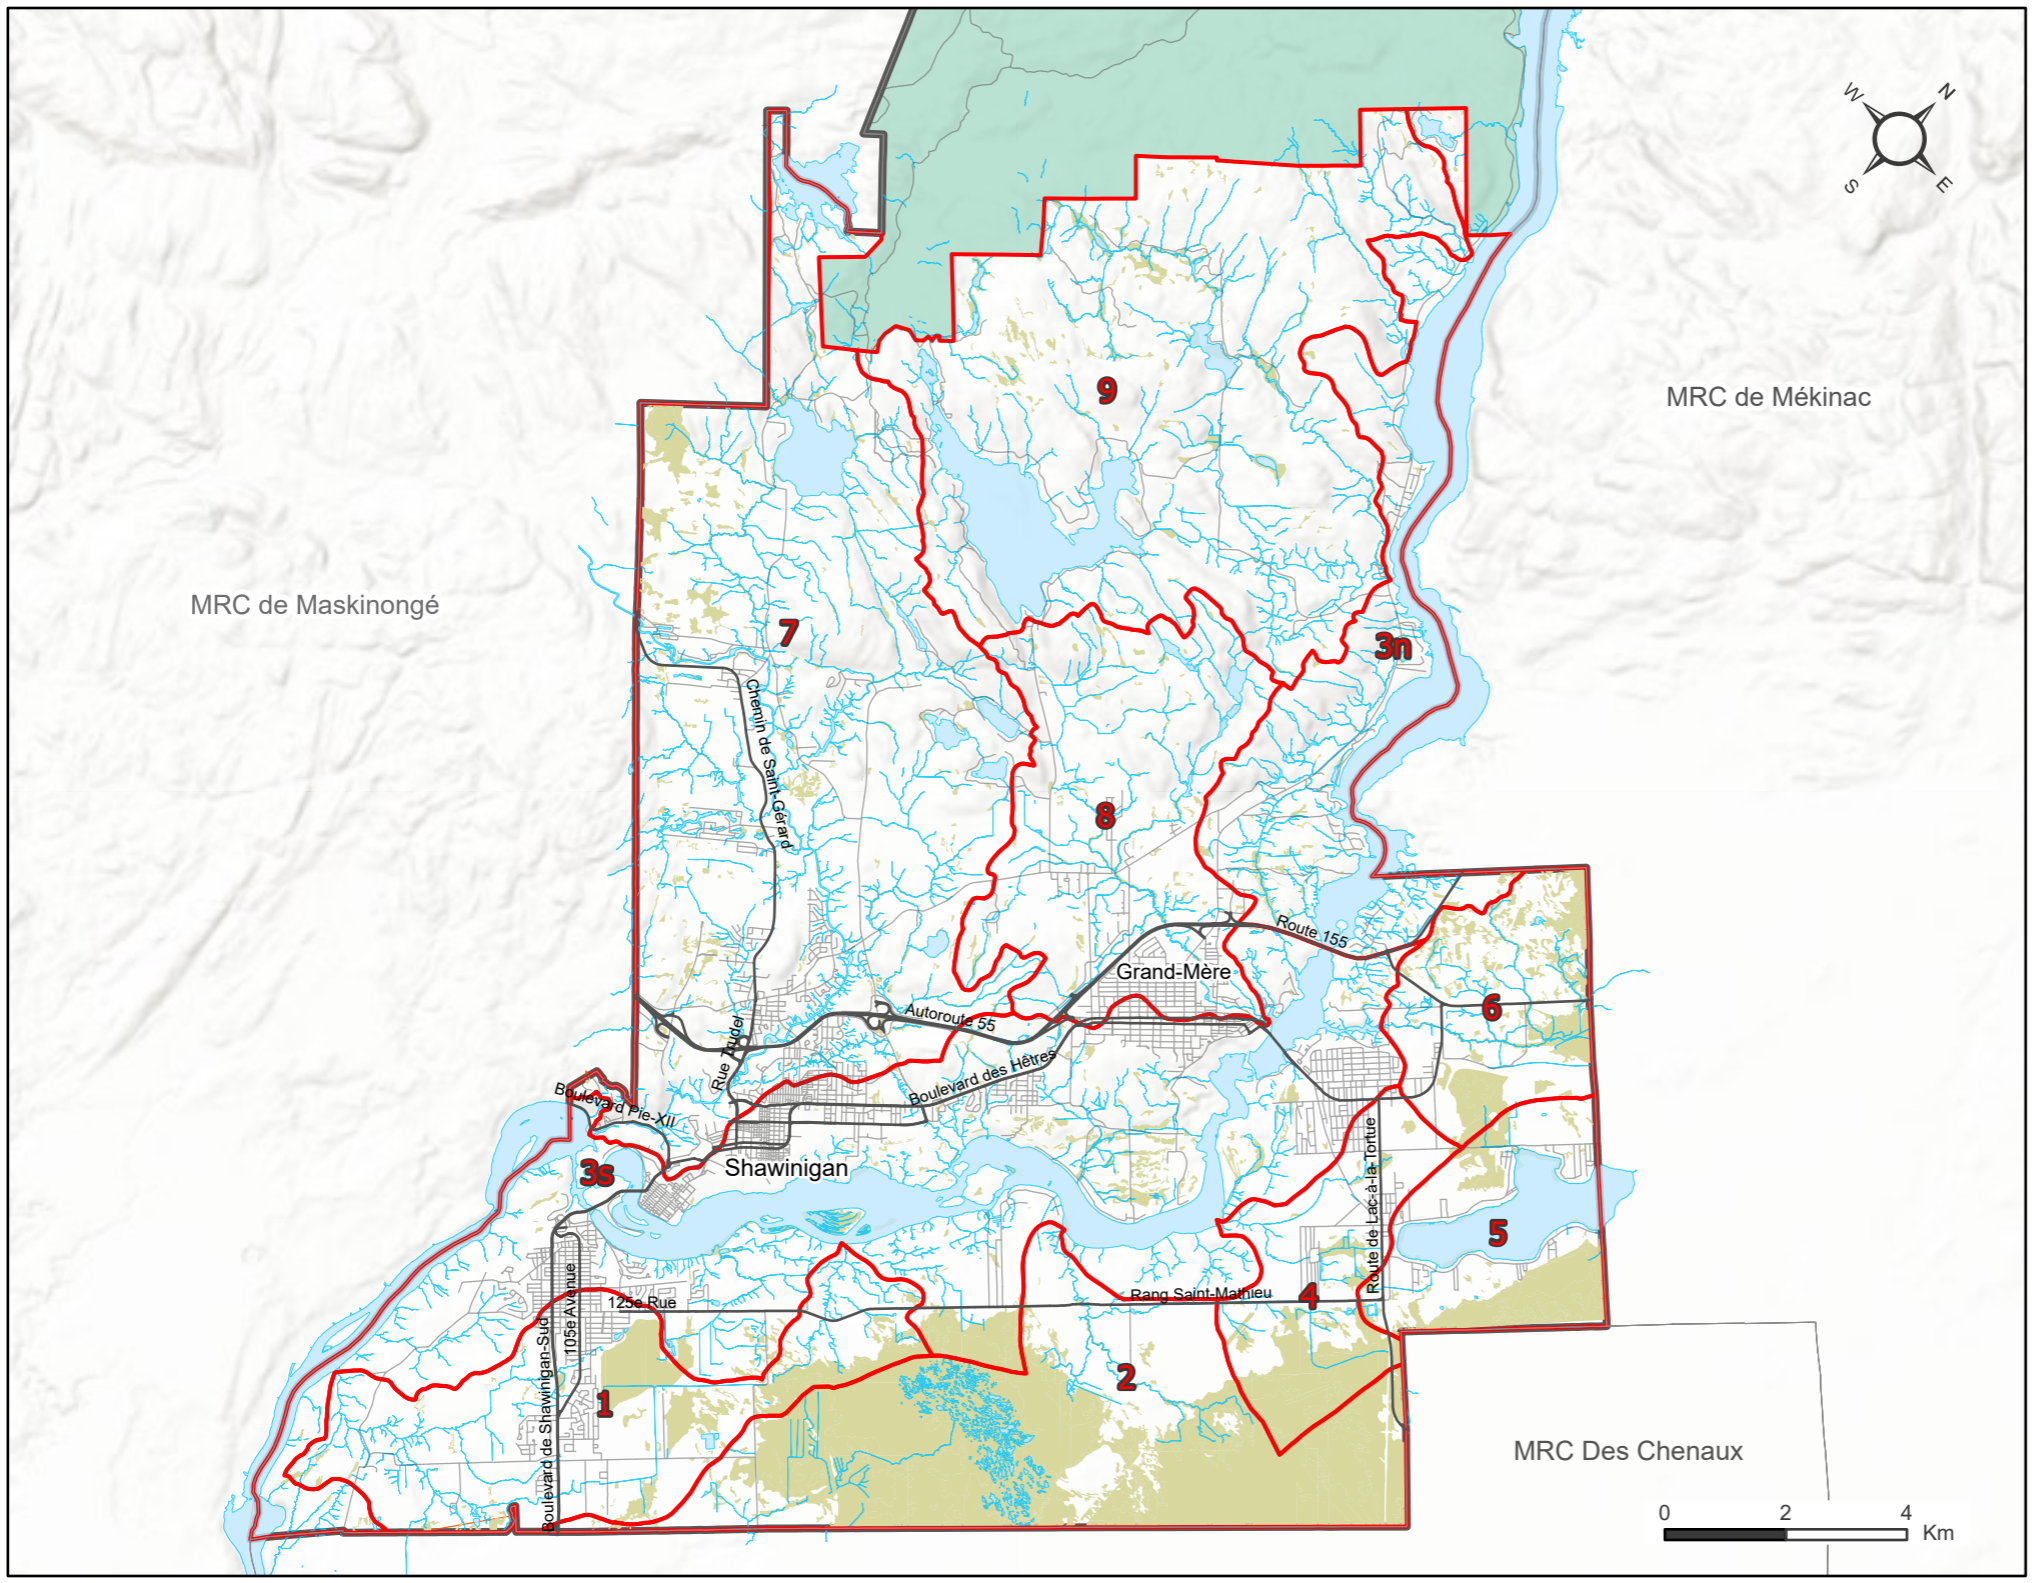 W
N
S
E
MRC de Mékinac
9
MRC de Maskinongé
7
3n
Chemin de Saint-Gérard
8
Route 155
Grand-Mère
6
Autoroute 55
Rue Trudel
Boulevard des Hêtres
Boulevard Pie-XII
Shawinigan
3s
Route de Lac-à-la-Tortue
5
125e Rue
105e Avenue
Rang Saint-Mathieu
4
2
1
Boulevard de Shawinigan-Sud
MRC Des Chenaux
0 2 4
Km